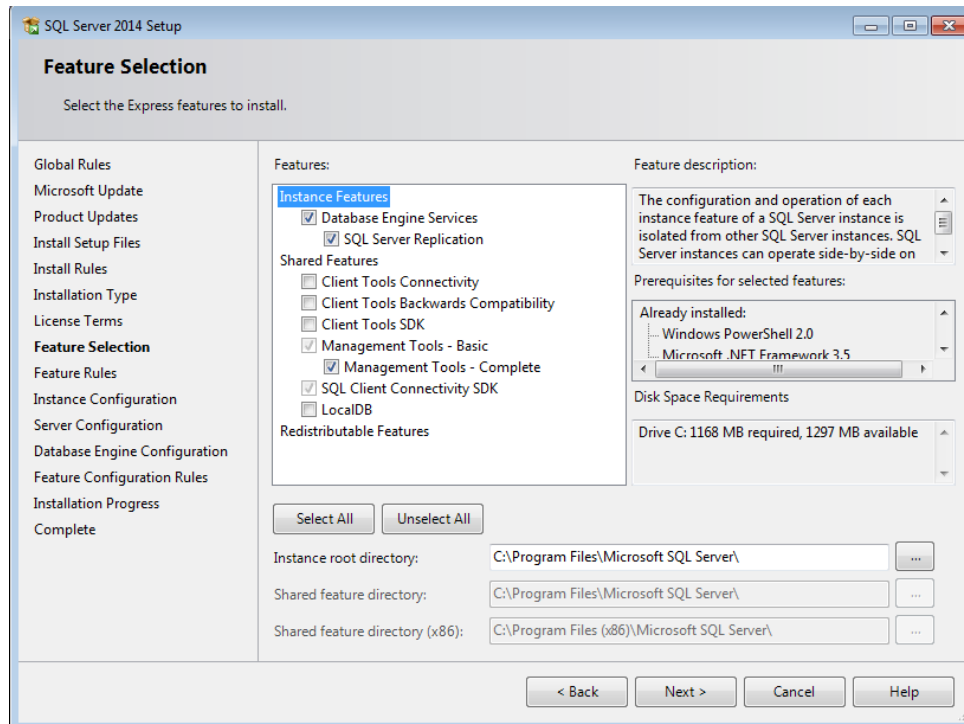 SQL Server 2014 Setup
Feature Selection
Select the Express features to install.
Global Rules
Microsoft Update
Product Updates
Install Setup Files
Install Rules
Installation Type
License Terms
Feature Selection
Feature Rules
Instance Configuration
Server Configuration
Database Engine Configuration
Feature Configuration Rules
Installation Progress
Complete
Features:
Instance Features
Database Engine Services
SQL Server Replication
Shared Features
Client Tools Connectivity
Client Tools Backwards Compatibility
Client Tools SDK
Management Tools - Basic
Management Tools - Complete
SQL Client Connectivity SDK
LocalDB
Redistributable Features
Feature description:
The configuration and operation of each
instance feature of a SQL Server instance is
isolated from other SQL Server instances. SQL
Server instances can operate side-by-side on
Prerequisites for selected features:
Already installed:
Windows PowerShell 2.0
Microsoft .NET Framework 3.5
Disk Space Requirements
Drive C: 1168 MB required, 1297 MB available
Select All
Unselect All
Instance root directory:
C:\Program Files\Microsoft SQL Server\
...
Shared feature directory:
C:\Program Files\Microsoft SQL Server\
...
Shared feature directory (x86):
C:\Program Files (x86)\Microsoft SQL Server\
...
< Back
Next >
Cancel
Help